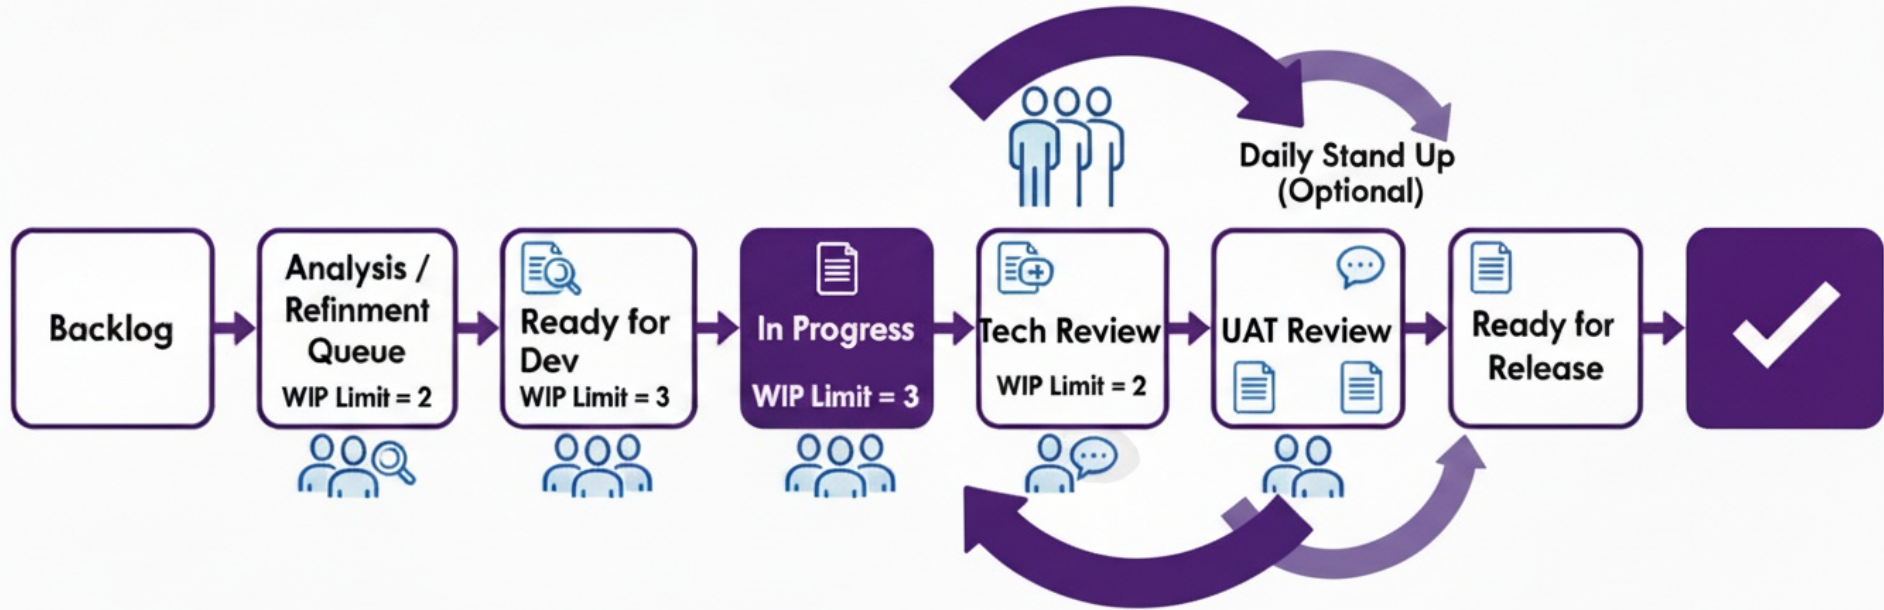 Daily Stand Up
(Optional)
Backlog
Analysis /
Refinment
Queue
WIP Limit = 2
Ready for
Dev
WIP Limit = 3
In Progress
WIP Limit = 3
Tech Review
WIP Limit = 2
UAT Review
Ready for
Release